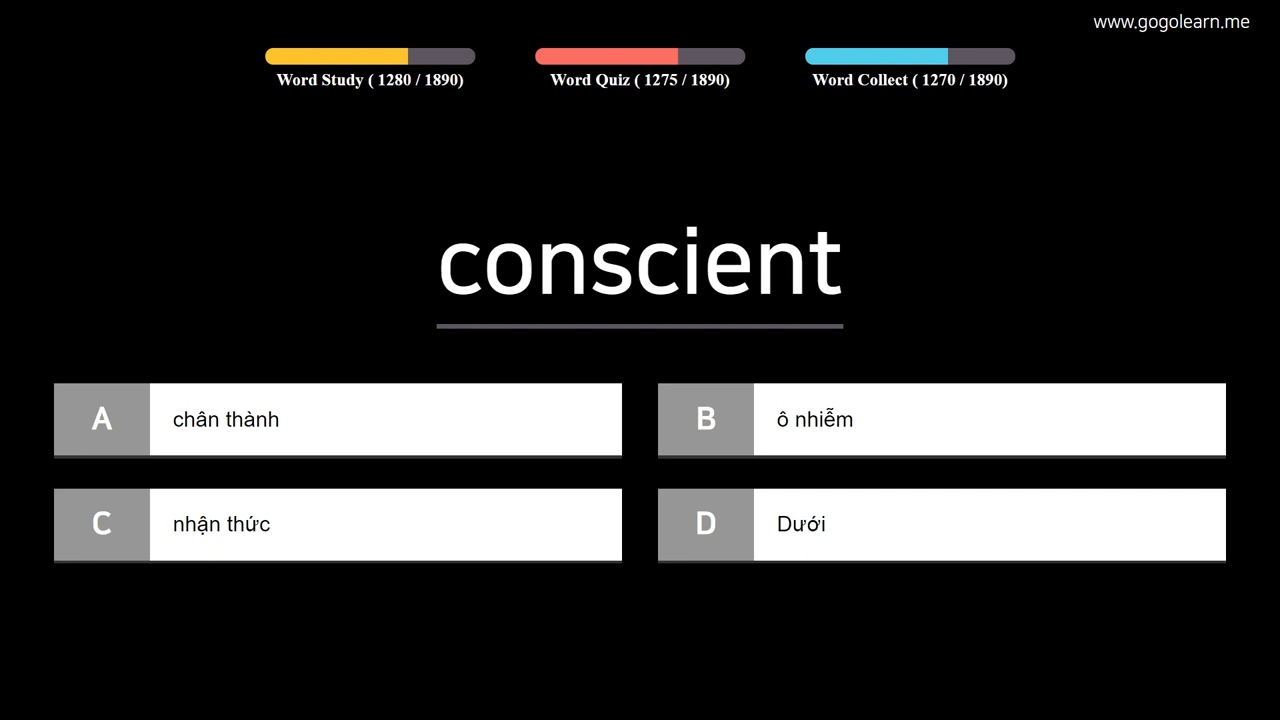 www.gogolearn.me
Word Study ( 1280 / 1890)
Word Quiz ( 1275 / 1890)
Word Collect ( 1270 / 1890)
conscient
A chân thành
B ô nhiễm
C nhận thức
D Dưới